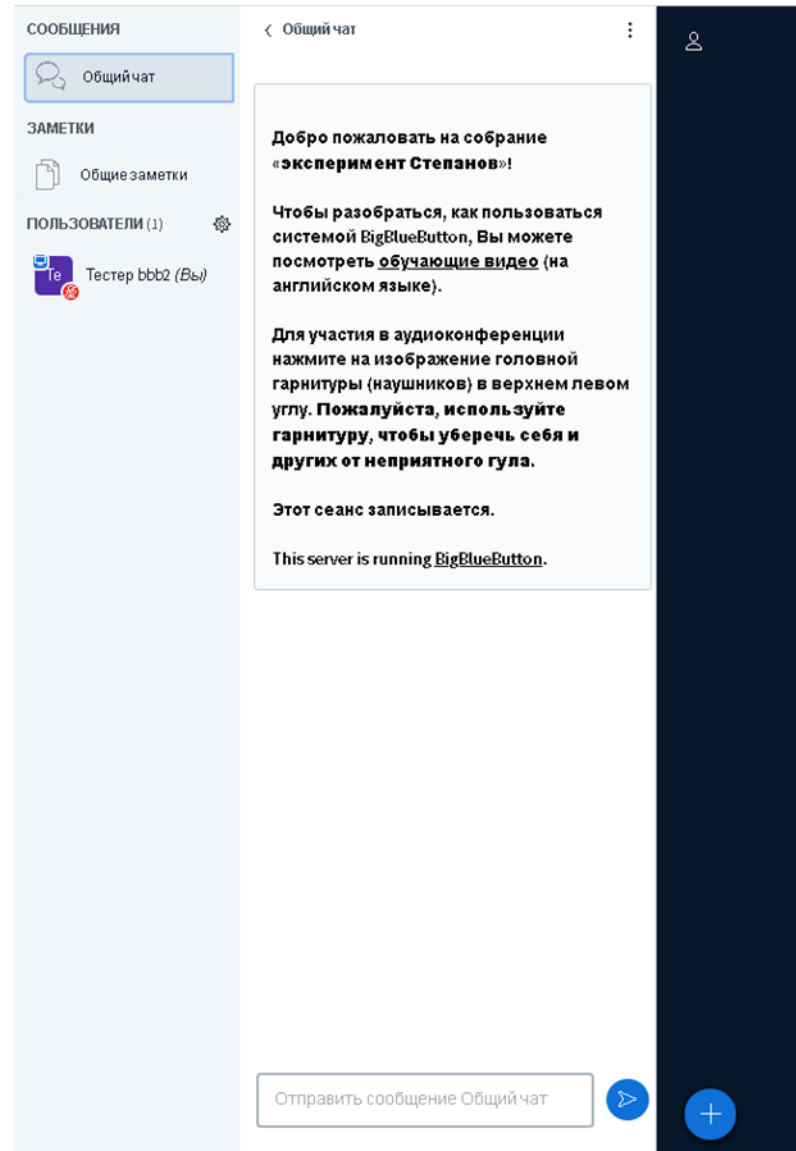 СООБЩЕНИЯ
Общий чат
ЗАМЕТКИ
Общие заметки
ПОЛЬЗОВАТЕЛИ (1)
Те
Тестер bbb2 (Вы)
Общий чат
Добро пожаловать на собрание
«эксперимент Степанов»!
Чтобы разобраться, как пользоваться
системой BigBlueButton, Вы можете
посмотреть обучающие видео (на
английском языке).
Для участия в аудиоконференции
нажмите на изображение головной
гарнитуры (наушников) в верхнем левом
углу. Пожалуйста, используйте
гарнитуру, чтобы уберечь себя и
других от неприятного гула.
Этот сеанс записывается.
This server is running BigBlueButton.
Отправить сообщение Общий чат